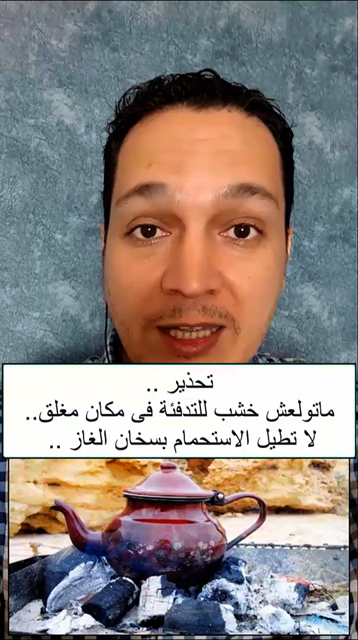 تحذير ..
ماتولعش خشب للتدفئة فى مكان مغلق..
لا تطيل الاستحمام بسخان الغاز ..